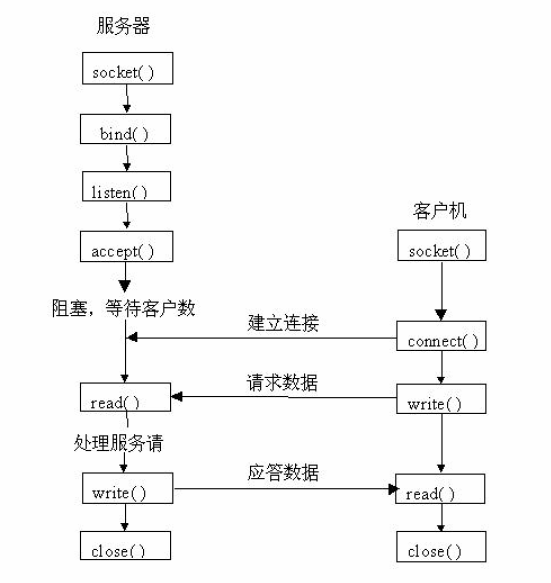 服务器
socket( )
bind( )
listen( )
accept( )
阻塞，等待客户数
read( )
处理服务请
write( )
close( )
客户机
socket( )
connect( )
write( )
read( )
close( )
建立连接
请求数据
应答数据